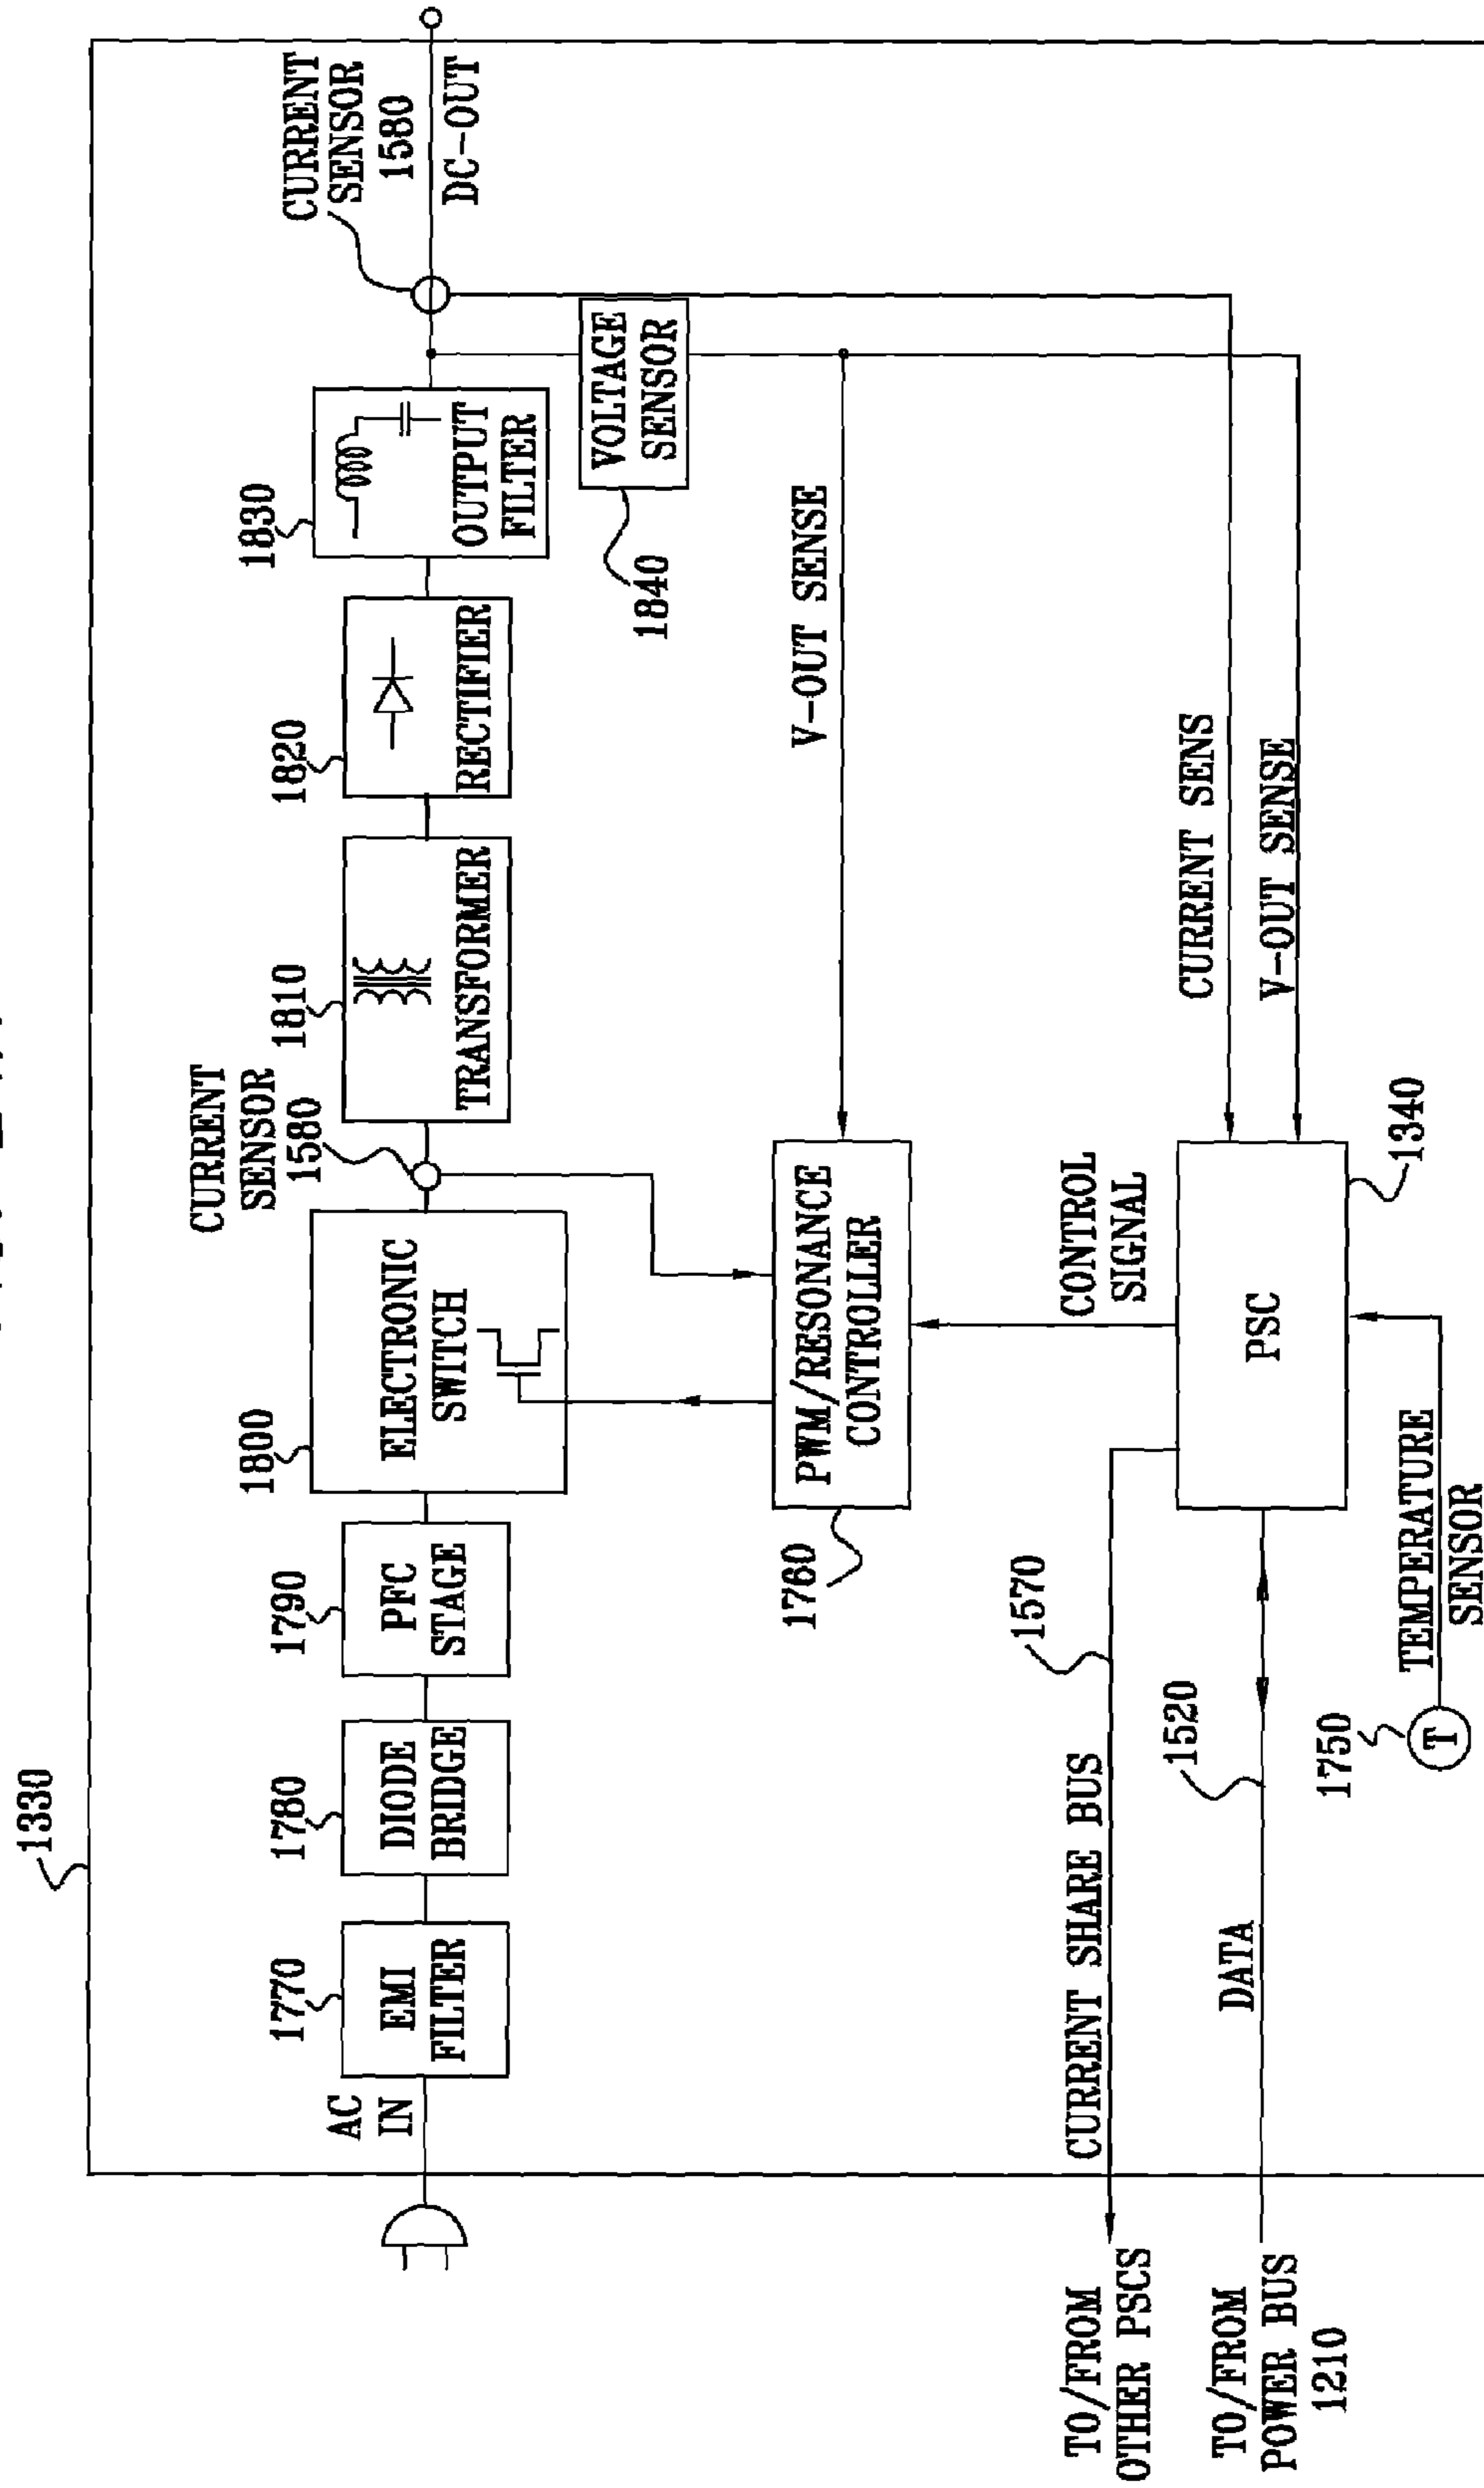 1330
AC
IN
1770
EMI
FILTER
1780
DIODE
BRIDGE
1790
PFC
STAGE
1800
ELECTRONIC
SWITCH
CURRENT
SENSOR
1580
1810
TRANSFORMER
1820
RECTIFIER
1830
OUTPUT
FILTER
CURRENT
SENSOR
1580
DC-OUT
VOLTAGE
SENSOR
1840
V-OUT SENSE
PWM/RESONANCE
CONTROLLER
1760
CONTROL
SIGNAL
CURRENT SENS
V-OUT SENSE
PSC
1340
1570
CURRENT SHARE BUS
TO/FROM
OTHER PSCS
1520
DATA
TO/FROM
POWER BUS
1210
1750
T
TEMPERATURE
SENSOR